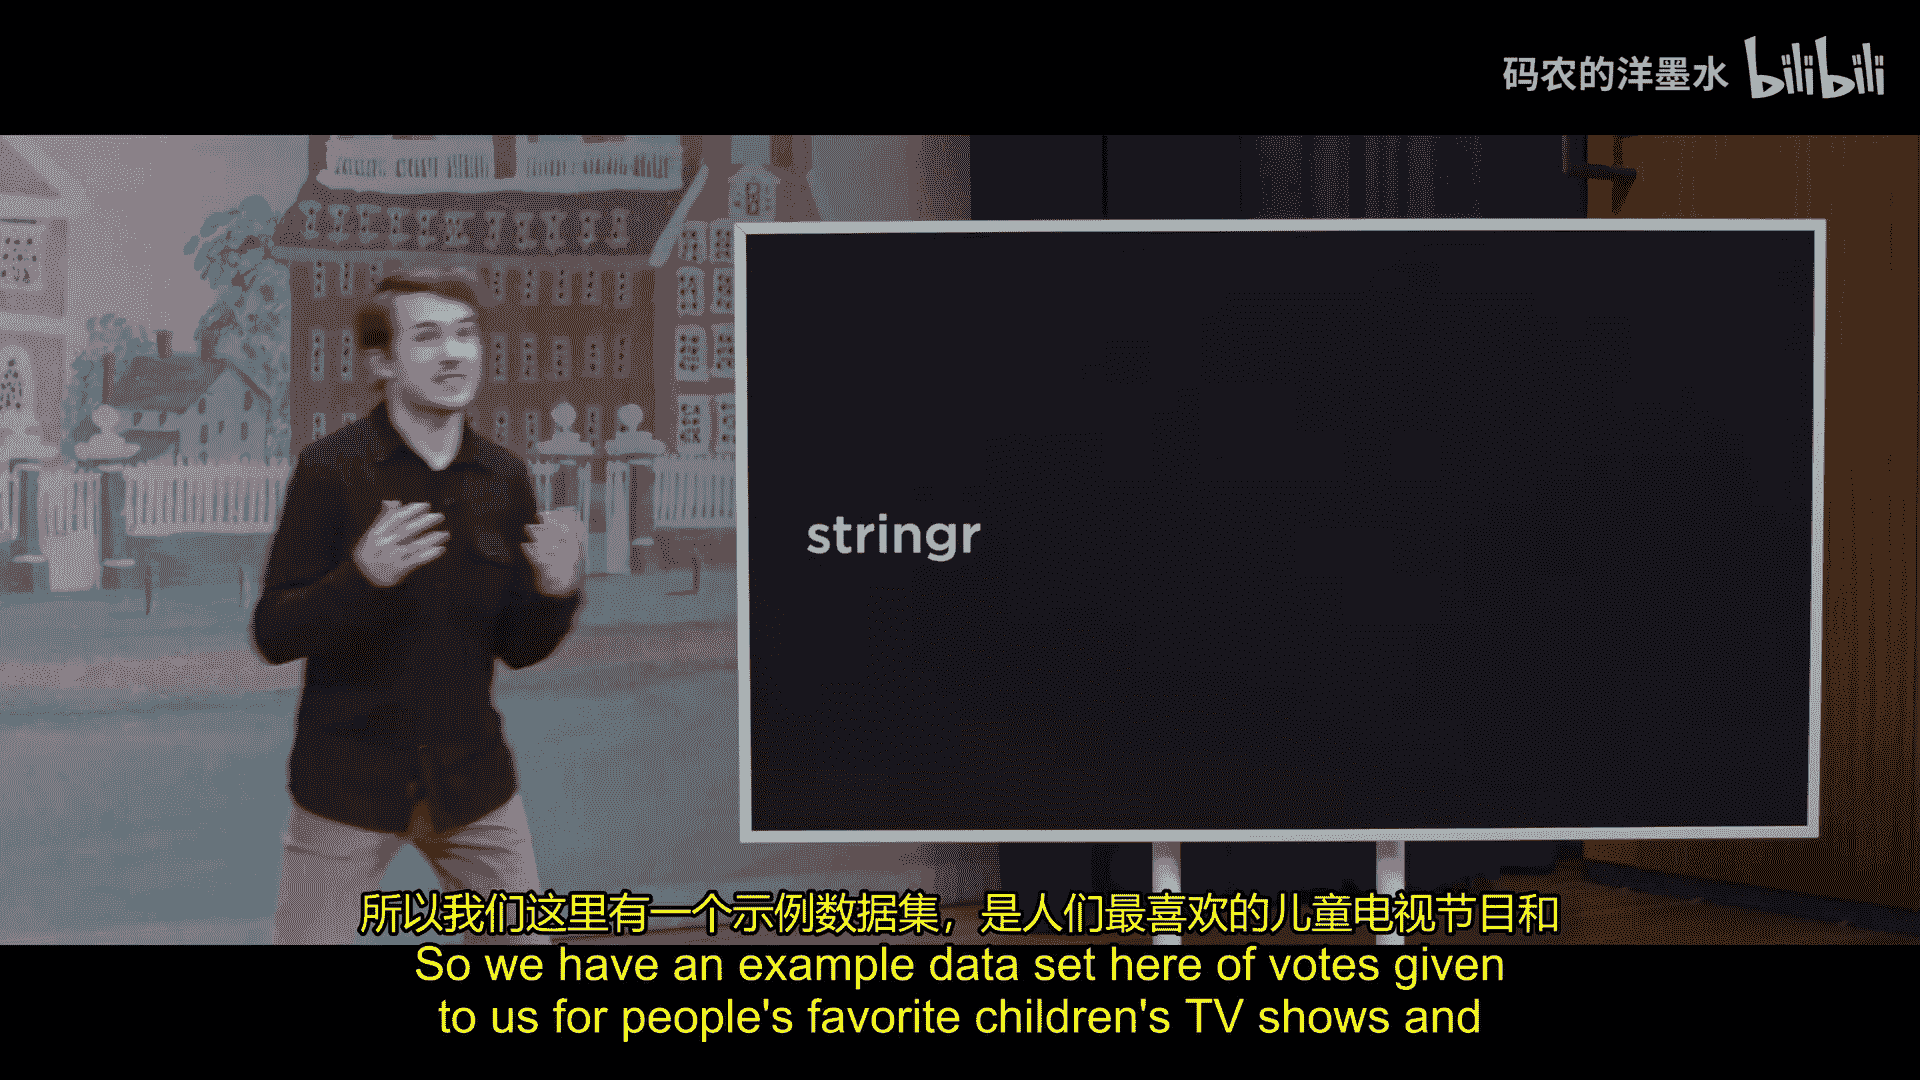 码农的洋墨水 bilibili
stringr
所以我们这里有一个示例数据集，是人们最喜欢的儿童电视节目和
So we have an example data set here of votes given
to us for people's favorite children's TV shows and